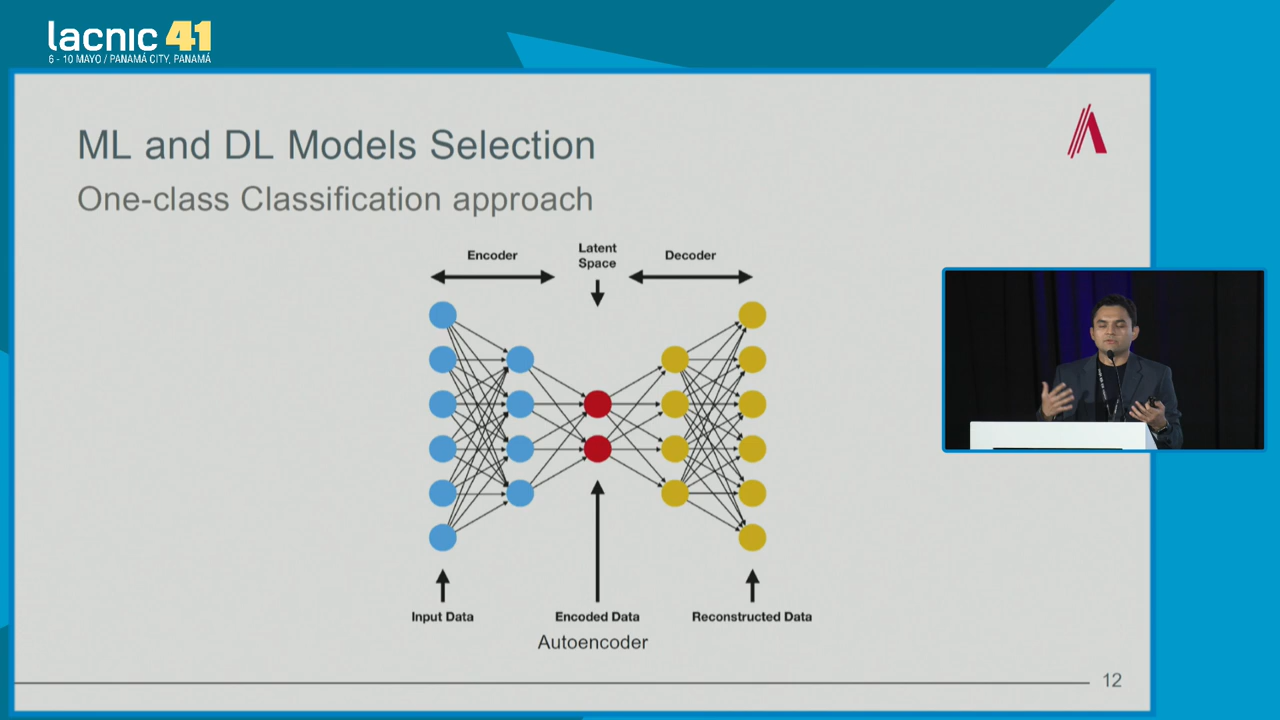 lacnic 41
6 - 10 MAYO / PANAMÁ CITY, PANAMÁ
ML and DL Models Selection
One-class Classification approach
Encoder
Latent
Space
Decoder
Input Data
Encoded Data
Reconstructed Data
Autoencoder
12